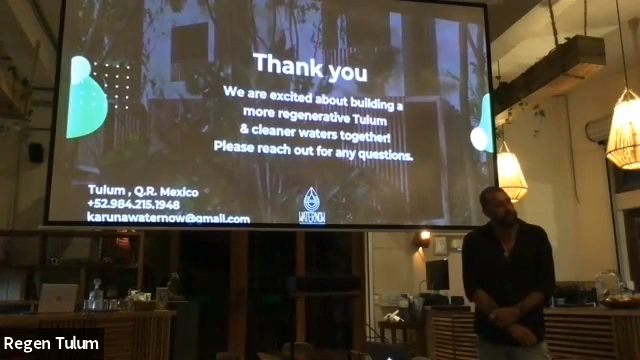 Thank you
We are excited about building a
more regenerative Tulum
& cleaner waters together!
Please reach out for any questions.
Tulum , Q.R. Mexico
+52.984.215.1948
karunawaternow@gmail.com
WATERNOW
Regen Tulum